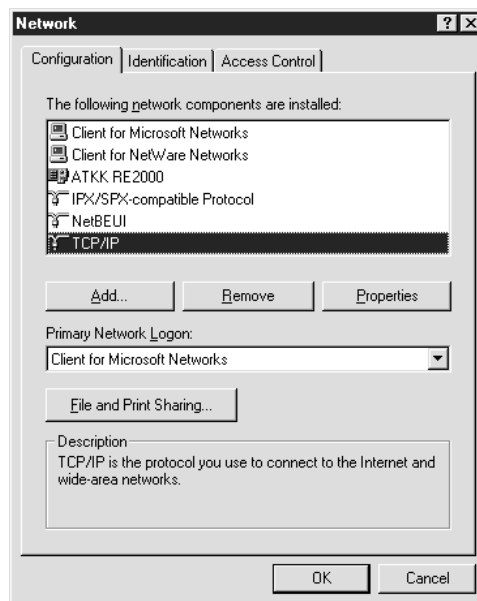 Network
Configuration Identification Access Control
The following network components are installed:
Client for Microsoft Networks
Client for NetWare Networks
ATKK RE2000
IPX/SPX-compatible Protocol
NetBEUI
TCP/IP
Add... Remove Properties
Primary Network Logon:
Client for Microsoft Networks
File and Print Sharing...
Description
TCP/IP is the protocol you use to connect to the Internet and
wide-area networks.
OK Cancel